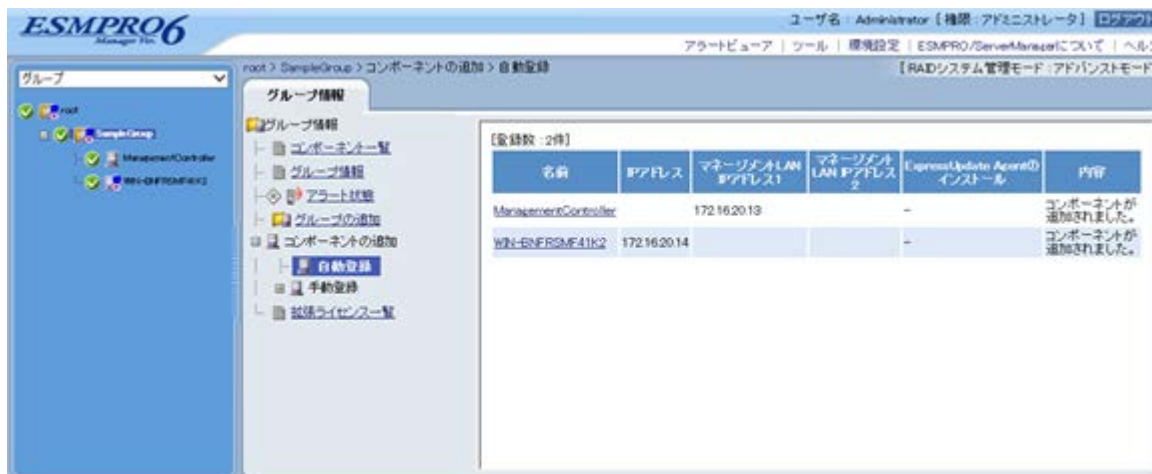 ESMPRO6
Manager Ver.
ユーザ名 : Administrator [ 権限 : アドミニストレータ ] ログアウト
アラートビューア | ツール | 環境設定 | ESMPRO/ServerManagerについて | ヘル
グループ
root > SampleGroup > コンポーネントの追加 > 自動登録
[ RAIDシステム管理モード : アドバンストモード
root
SampleGroup
ManagementController
グループ情報
グループ情報
コンポーネント一覧
グループ情報
アラート状態
グループの追加
コンポーネントの追加
自動登録
手動登録
拡張ライセンス一覧
[登録数 : 2件]
名前 IPアドレス マネージメントLAN IPアドレス1 マネージメントLAN IPアドレス2 ExpressUpdate Agentのインストール 内容
ManagementController 172.16.20.13 – コンポーネントが追加されました。
WIN-BNFRSMF41K2 172.16.20.14 – コンポーネントが追加されました。